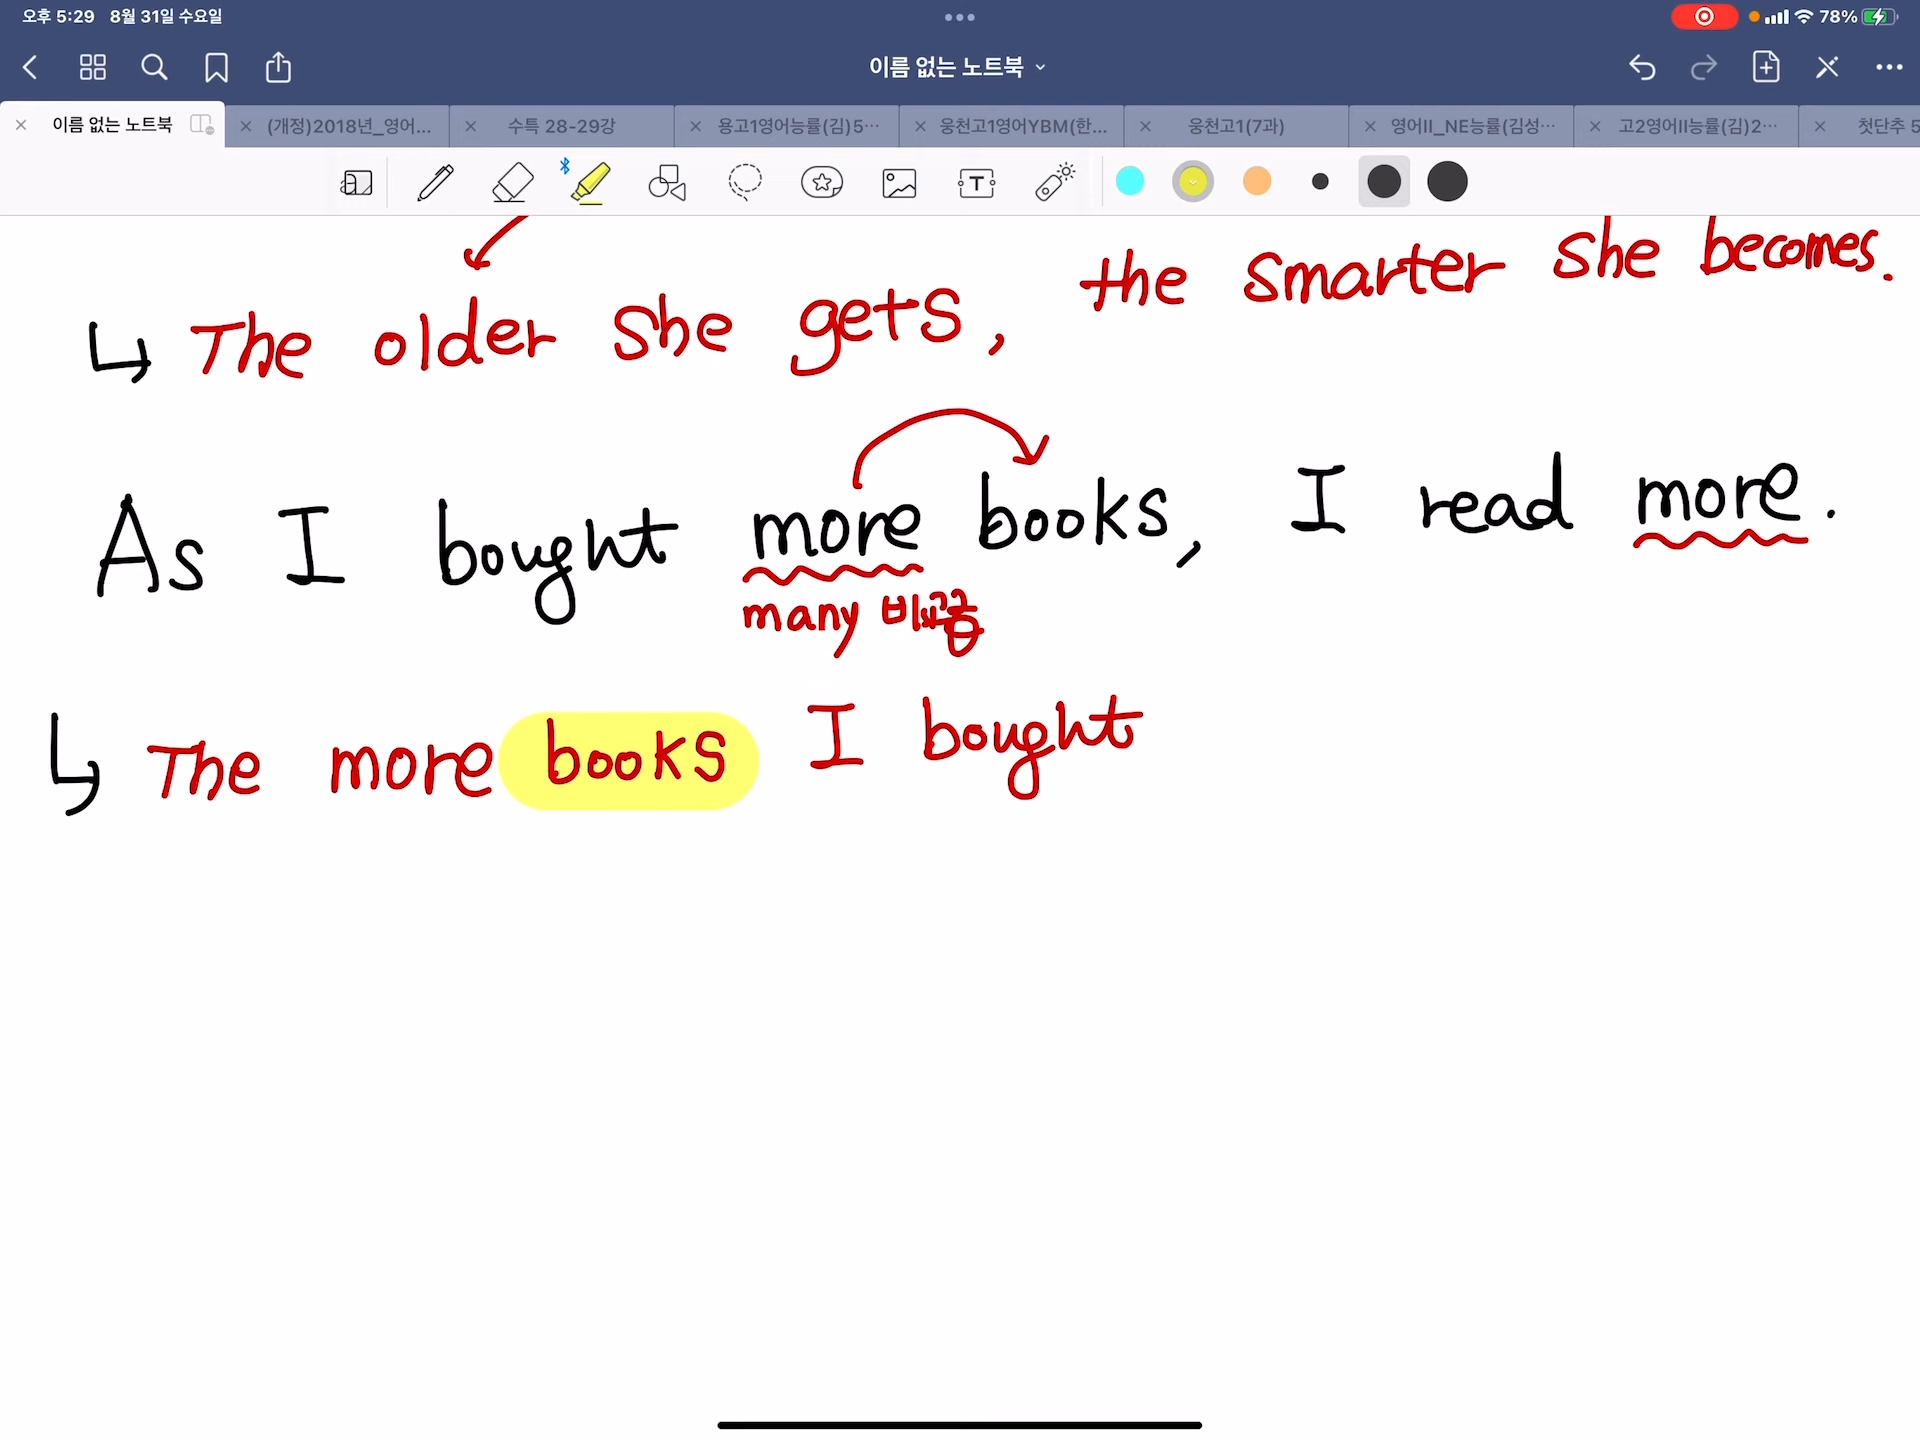 오후 5:29 8월 31일 수요일 78%
이름 없는 노트북
이름 없는 노트북 (개정)2018년_영어... 수특 28-29강 용고1영어능률(김)5... 웅천고1영어YBM(한... 웅천고1(7과) 영어II_NE능률(김성... 고2영어II능률(김)2... 첫단추 5
The older she gets, the smarter she becomes.
As I bought more books, I read more.
many 비교급
The more books I bought